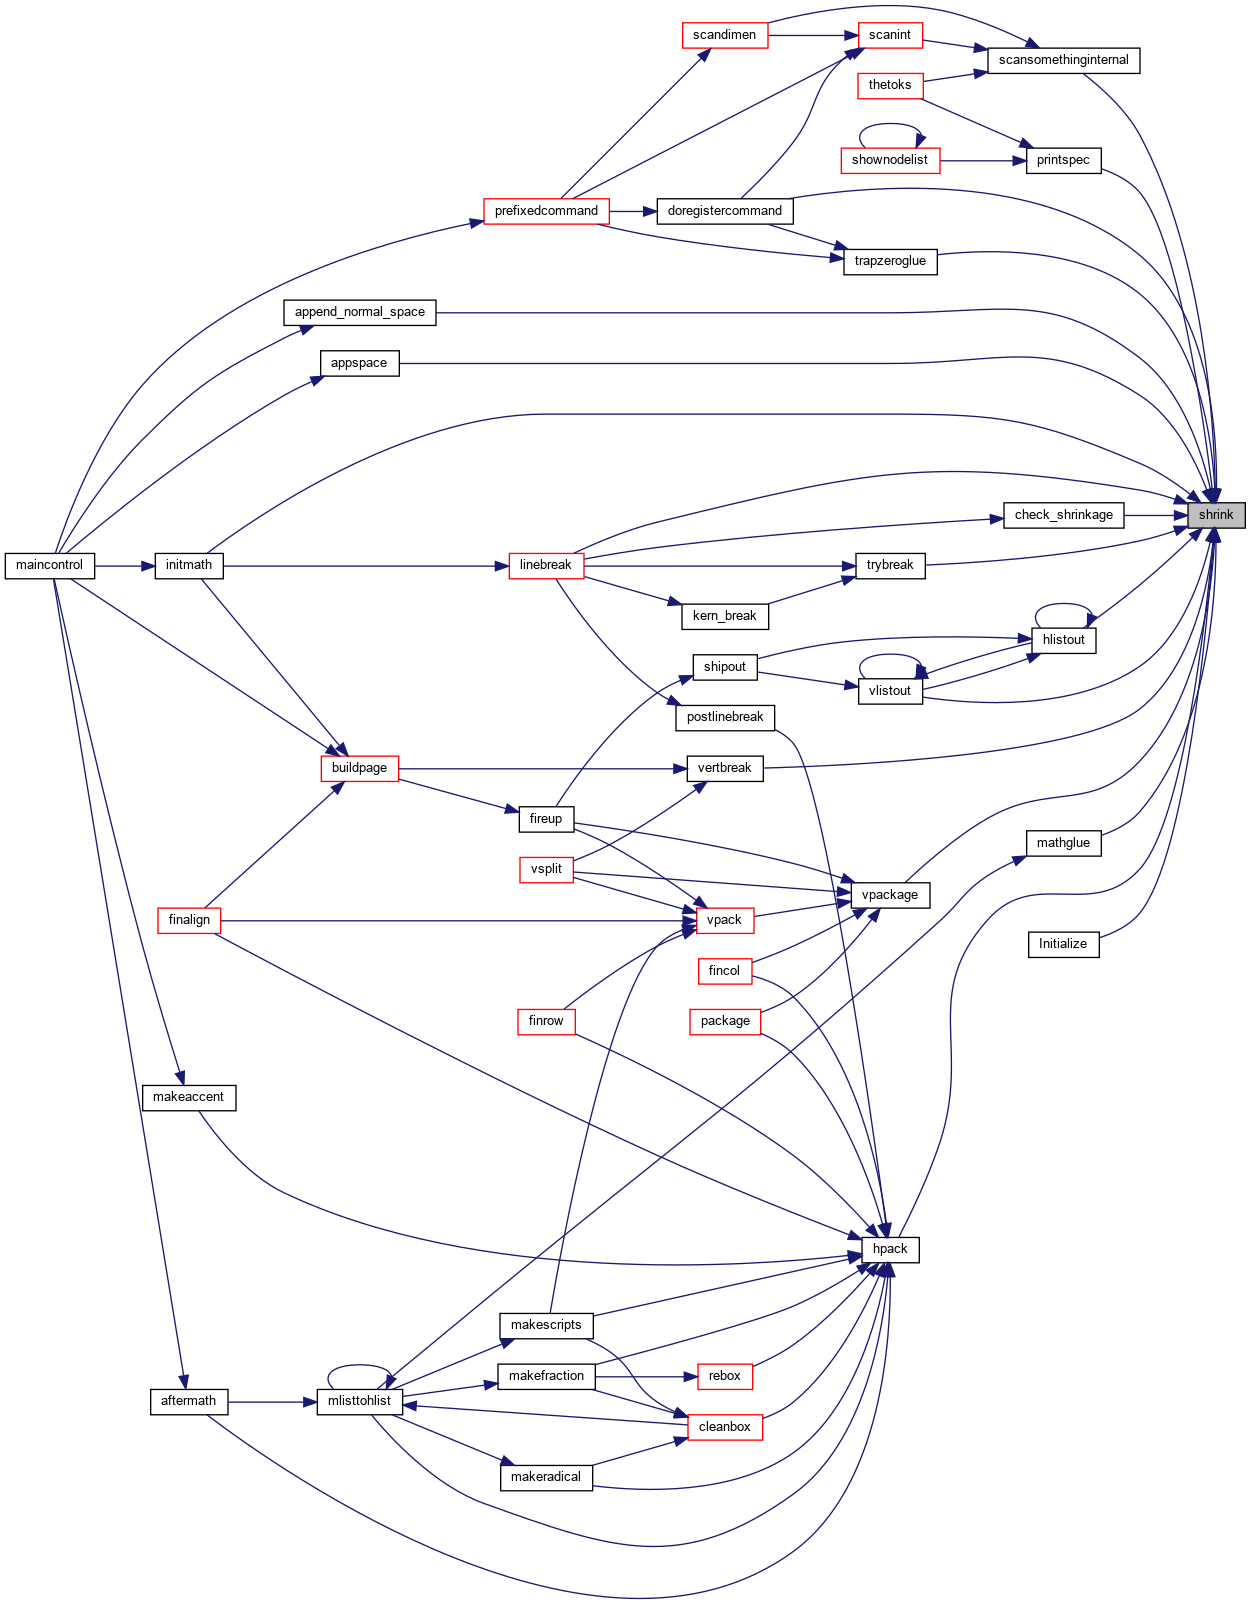 scandimen
scanint
scansomethinginternal
thetoks
shownodelist
printspec
prefixedcommand
doregistercommand
trapzeroglue
append_normal_space
appspace
shrink
check_shrinkage
maincontrol
initmath
linebreak
trybreak
kern_break
hlistout
shipout
vlistout
postlinebreak
buildpage
vertbreak
fireup
mathglue
vsplit
vpackage
finalign
vpack
Initialize
fincol
finrow
package
makeaccent
hpack
makescripts
makefraction
rebox
aftermath
mlisttohlist
cleanbox
makeradical